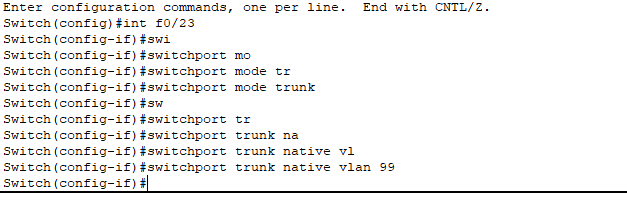 Enter configuration commands, one per line.  End with CNTL/Z.
Switch(config)#int f0/23
Switch(config-if)#swi
Switch(config-if)#switchport mo
Switch(config-if)#switchport mode tr
Switch(config-if)#switchport mode trunk
Switch(config-if)#sw
Switch(config-if)#switchport tr
Switch(config-if)#switchport trunk na
Switch(config-if)#switchport trunk native vl
Switch(config-if)#switchport trunk native vlan 99
Switch(config-if)#